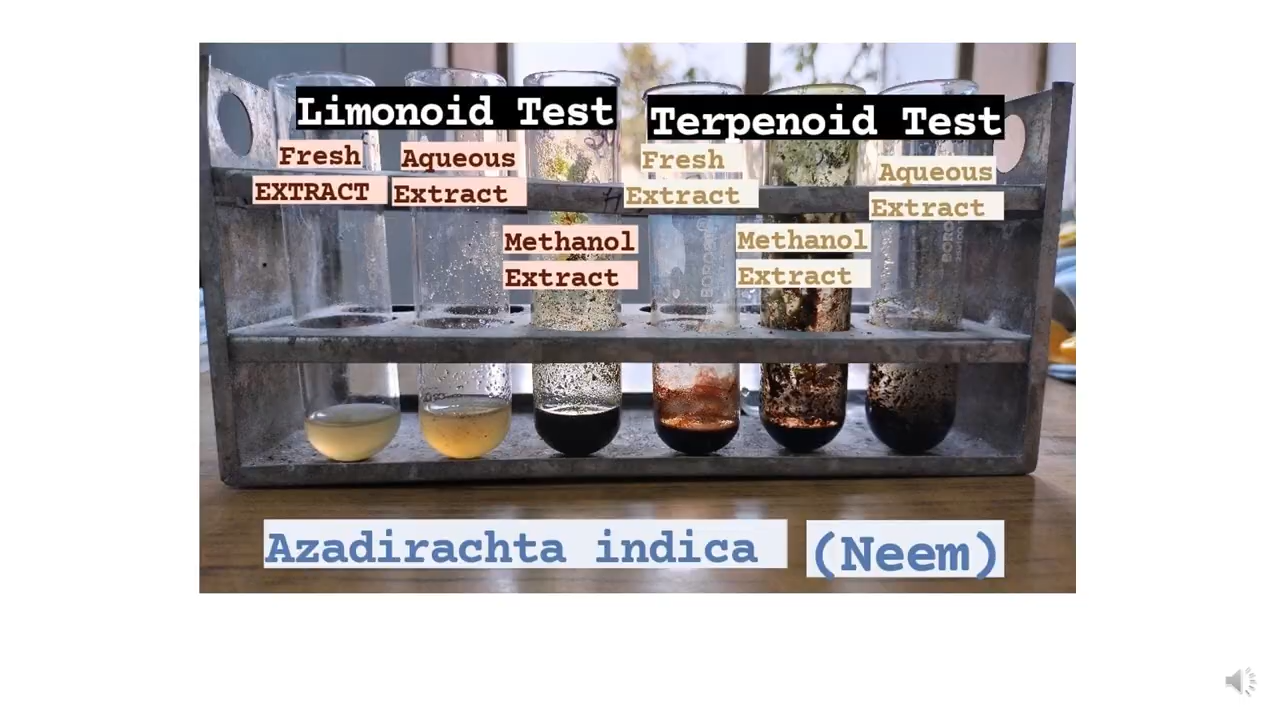 Limonoid Test
Terpenoid Test
Fresh
EXTRACT
Aqueous
Extract
Methanol
Extract
Fresh
Extract
Methanol
Extract
Aqueous
Extract
Azadirachta indica (Neem)